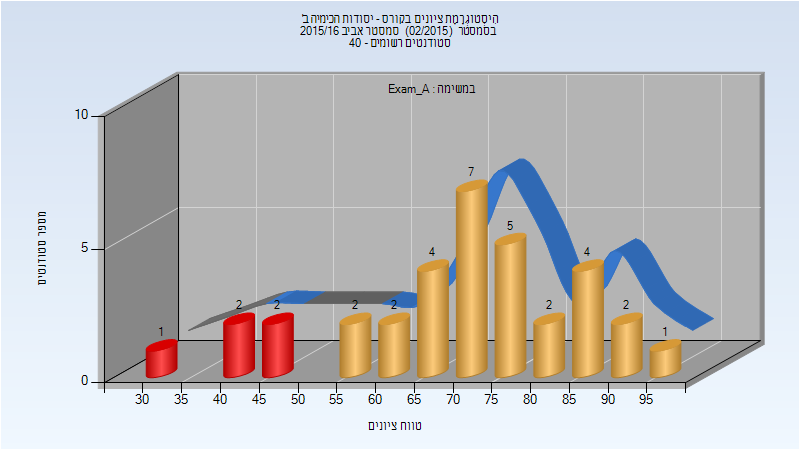 היסטוגרמת ציונים בקורס - יסודות הכימיה ב'
בסמסטר (02/2015) סמסטר אביב 2015/16
סטודנטים רשומים - 40
במשימה : Exam_A
מספר סטודנטים
10
5
0
1
2
2
2
2
4
7
5
2
4
2
1
30 35 40 45 50 55 60 65 70 75 80 85 90 95
טווח ציונים